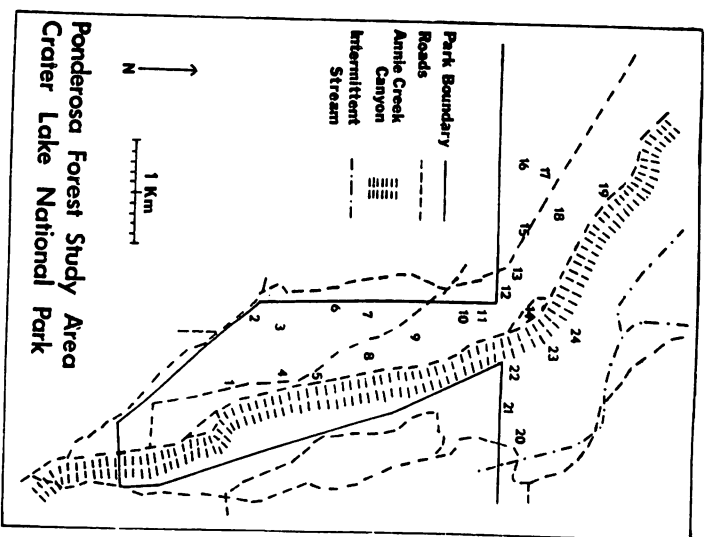 Ponderosa Forest Study Area
Crater Lake National Park
N
1 Km
Park Boundary
Roads
Annie Creek
Canyon
Intermittent
Stream
16
17
18
19
15
13
12
14
24
23
11
10
22
9
21
20
6
7
8
2
3
5
4
1